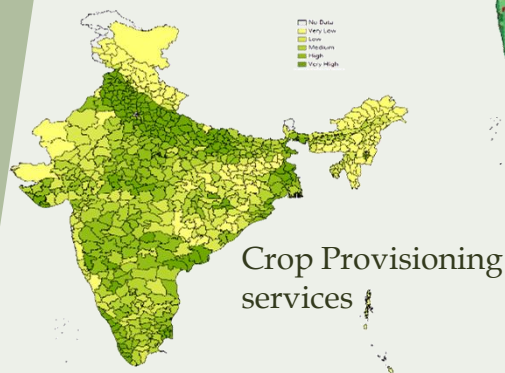 No Data
Very Low
Low
Medium
High
Very High
Crop Provisioning
services